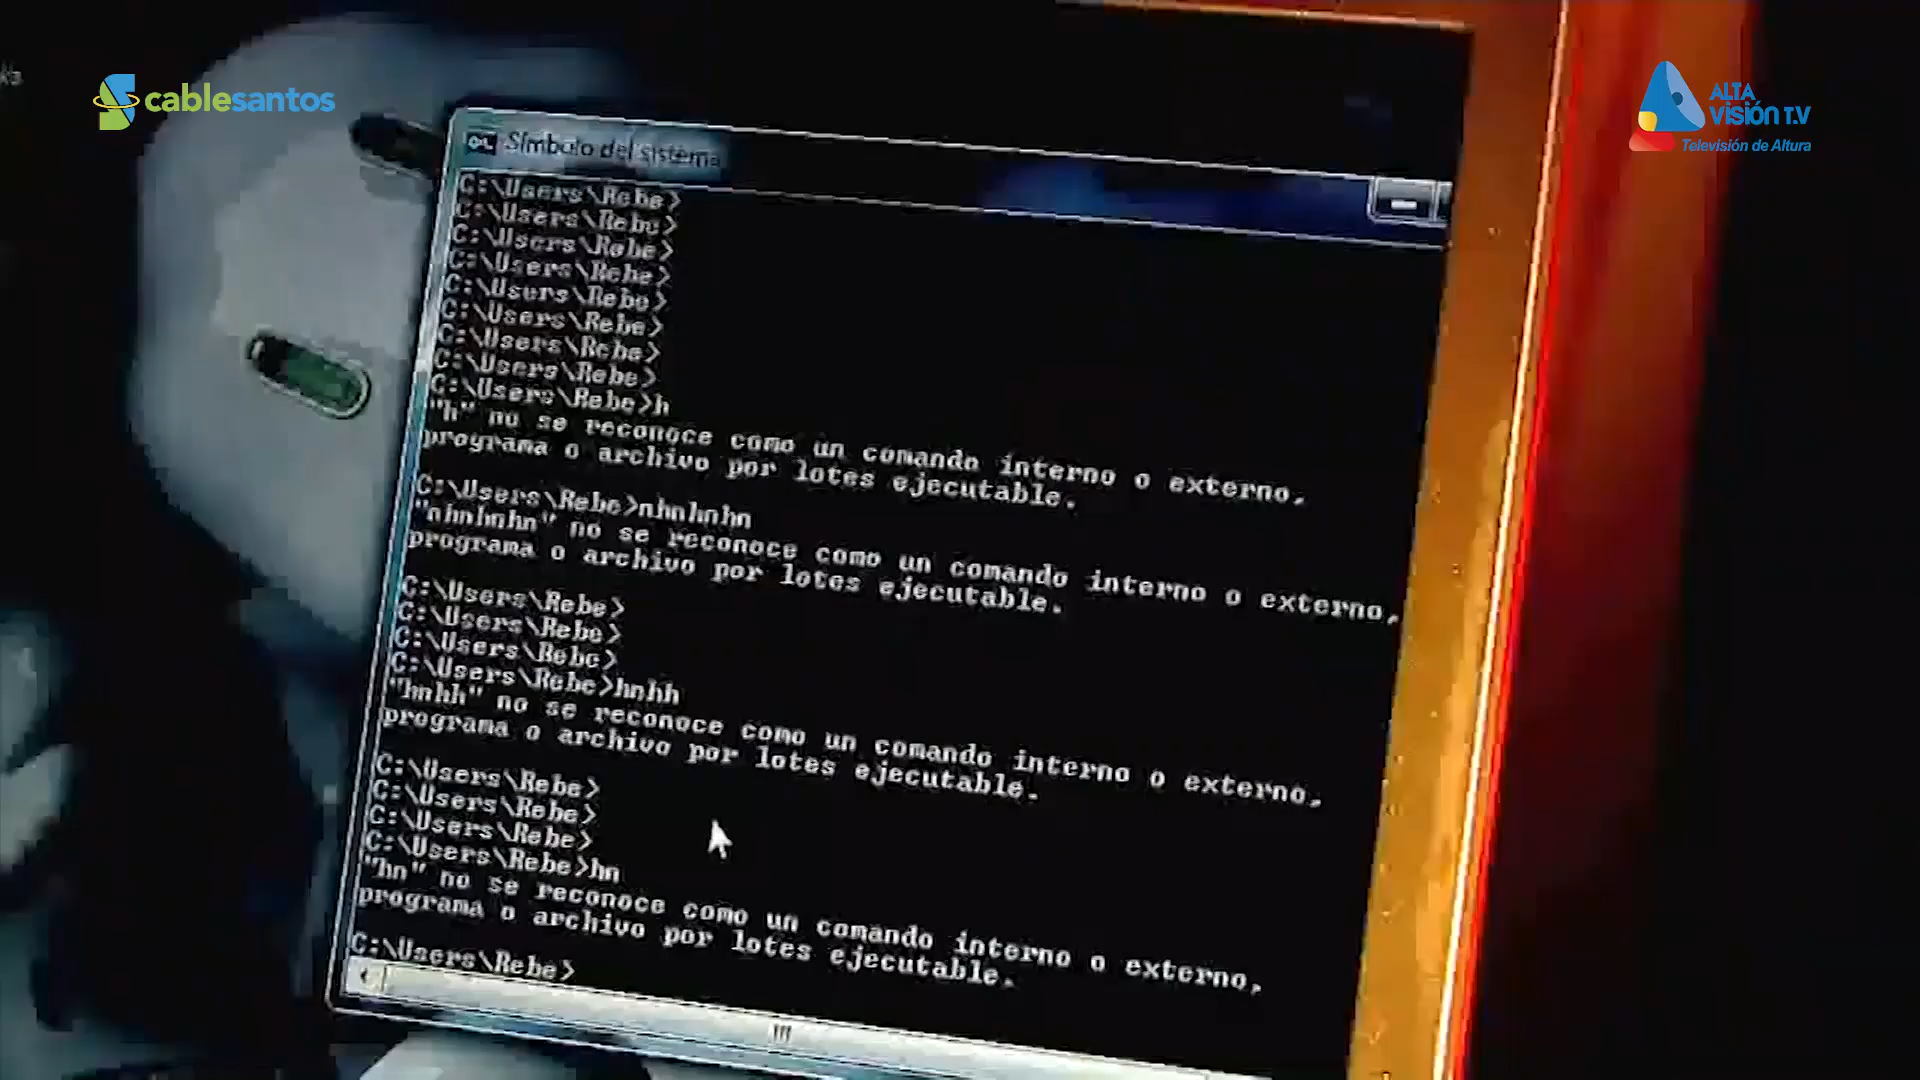 cablesantos
ALTA
VISIÓN T.V
Televisión de Altura
Símbolo del sistema
C:\Users\Rebe>
C:\Users\Rebe>
C:\Users\Rebe>
C:\Users\Rebe>
C:\Users\Rebe>
C:\Users\Rebe>
C:\Users\Rebe>
C:\Users\Rebe>
C:\Users\Rebe>h
"h" no se reconoce como un comando interno o externo,
programa o archivo por lotes ejecutable.
C:\Users\Rebe>nhnhnhn
"nhnhnhn" no se reconoce como un comando interno o externo,
programa o archivo por lotes ejecutable.
C:\Users\Rebe>
C:\Users\Rebe>
C:\Users\Rebe>
C:\Users\Rebe>hnhh
"hnhh" no se reconoce como un comando interno o externo,
programa o archivo por lotes ejecutable.
C:\Users\Rebe>
C:\Users\Rebe>
C:\Users\Rebe>
C:\Users\Rebe>hn
"hn" no se reconoce como un comando interno o externo,
programa o archivo por lotes ejecutable.
C:\Users\Rebe>